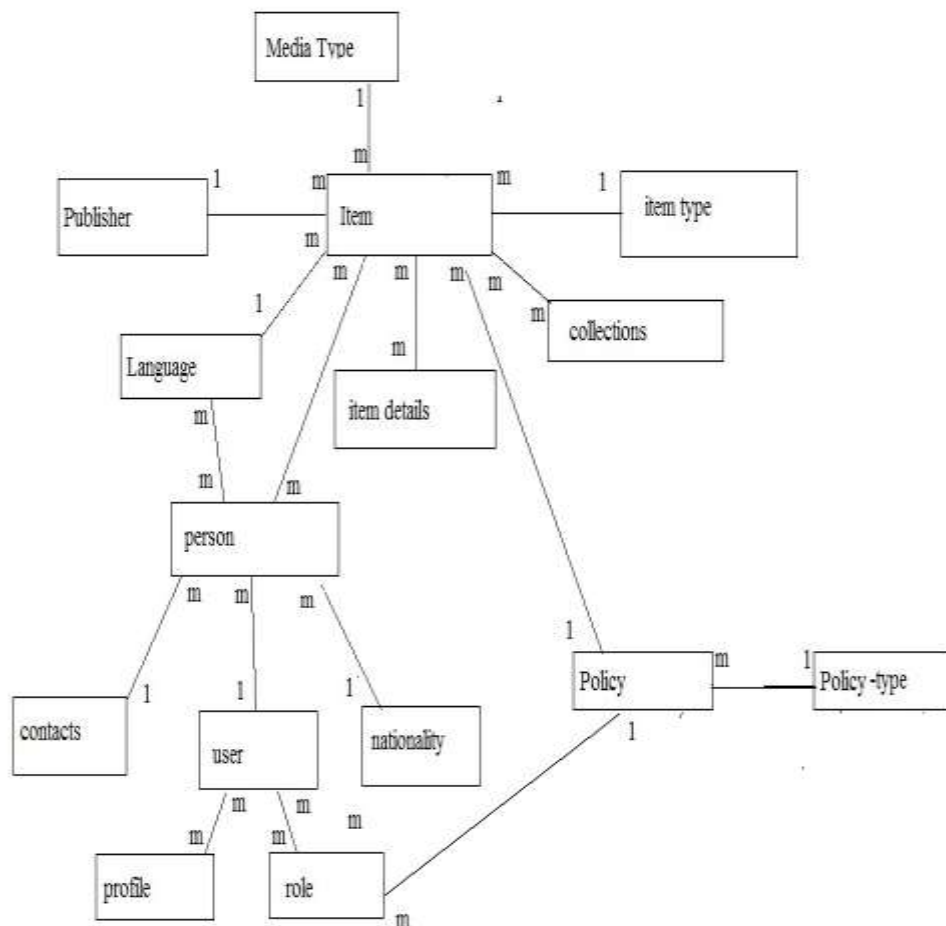 Media Type
1
m
1
m
m
1
Publisher
Item
item type
m
m
m
m
m
1
m
collections
Language
m
item details
m
m
m
person
m
m
m
1
m
1
Policy
Policy -type
1
1
1
contacts
user
nationality
1
m
m
m
m
m
profile
role
m